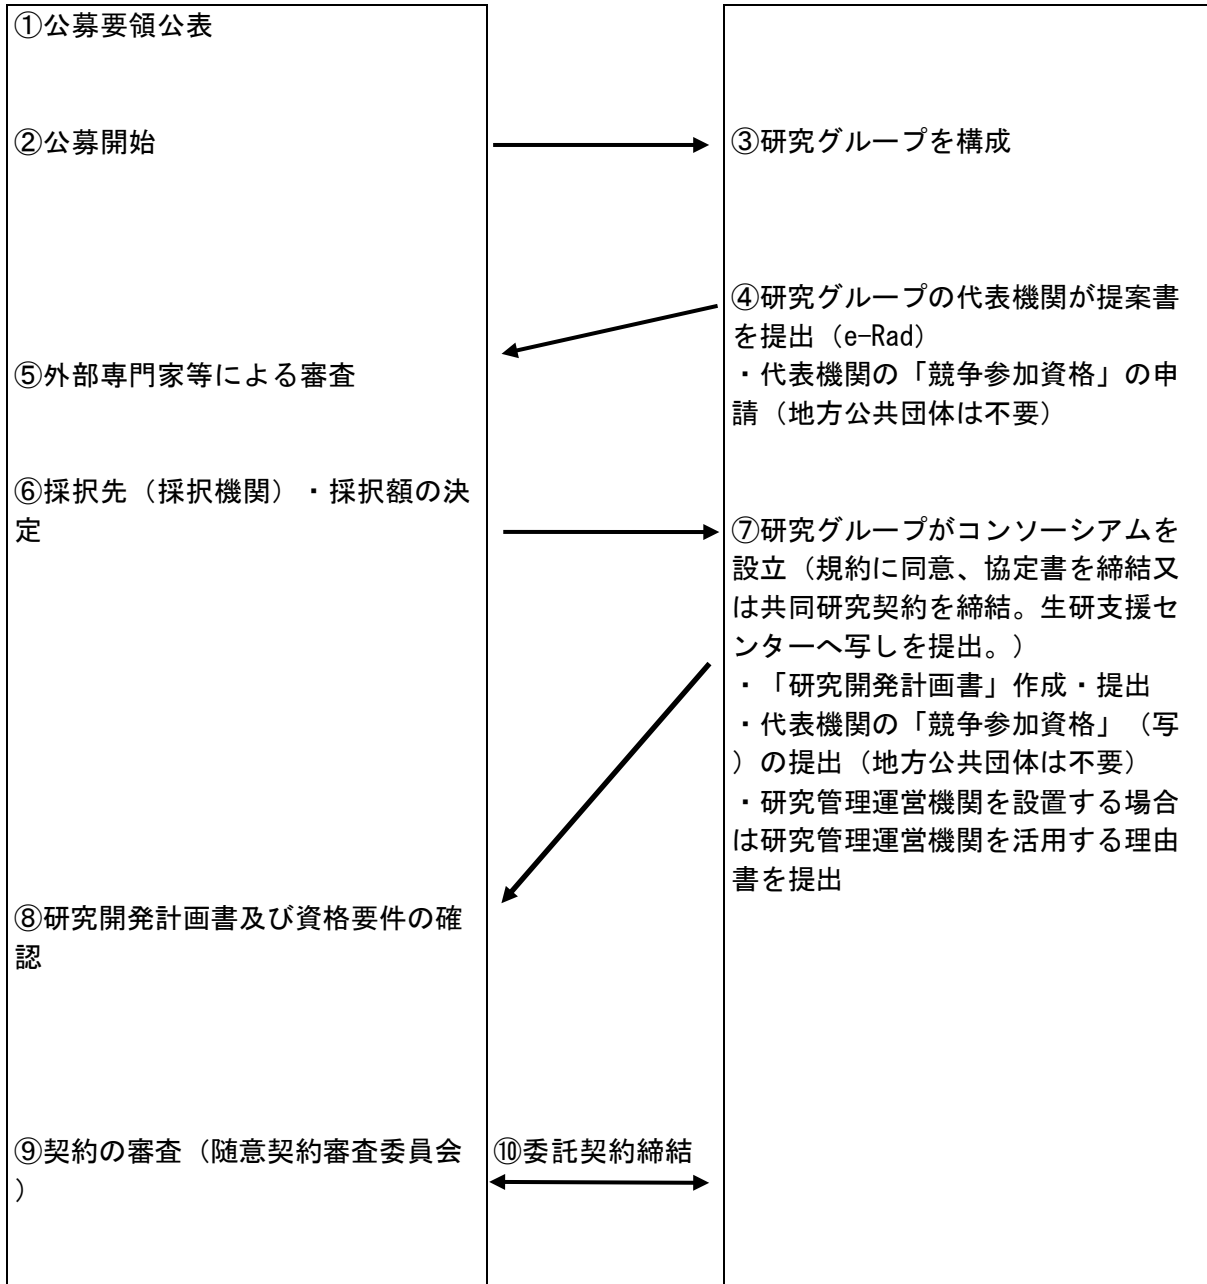 ①公募要領公表
②公募開始
③研究グループを構成
④研究グループの代表機関が提案書
を提出（e-Rad）
・代表機関の「競争参加資格」の申
請（地方公共団体は不要）
⑤外部専門家等による審査
⑥採択先（採択機関）・採択額の決
定
⑦研究グループがコンソーシアムを
設立（規約に同意、協定書を締結又
は共同研究契約を締結。生研支援セ
ンターへ写しを提出。）
・「研究開発計画書」作成・提出
・代表機関の「競争参加資格」（写
）の提出（地方公共団体は不要）
・研究管理運営機関を設置する場合
は研究管理運営機関を活用する理由
書を提出
⑧研究開発計画書及び資格要件の確
認
⑨契約の審査（随意契約審査委員会
）
⑩委託契約締結